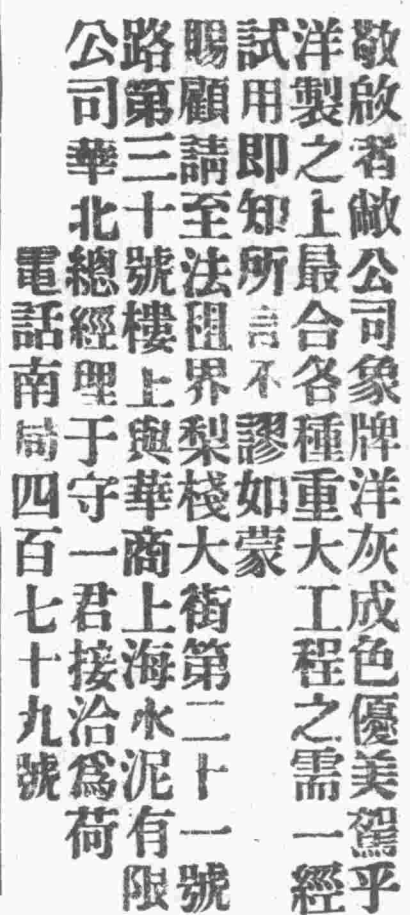 敬啟者敝公司象牌洋灰成色優美駕乎
洋製之上最合各種重大工程之需一經
試用即知所言不謬如蒙
賜顧請至法租界梨棧大街第二十一號
路第三十號樓上與華商上海水泥有限
公司華北總經理于守一君接洽為荷
電話南局四百七十九號